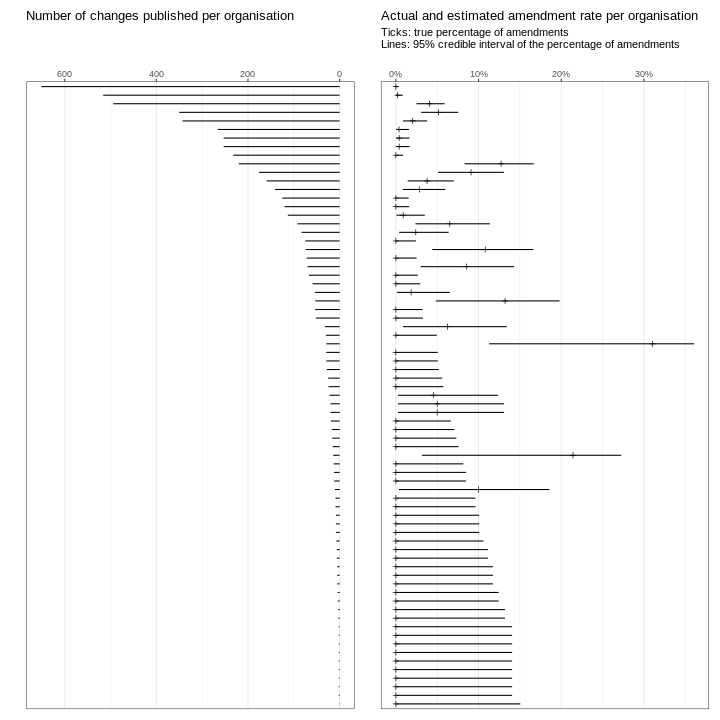 Number of changes published per organisation
Actual and estimated amendment rate per organisation
Ticks: true percentage of amendments
Lines: 95% credible interval of the percentage of amendments
600 400 200 0
0% 10% 20% 30%